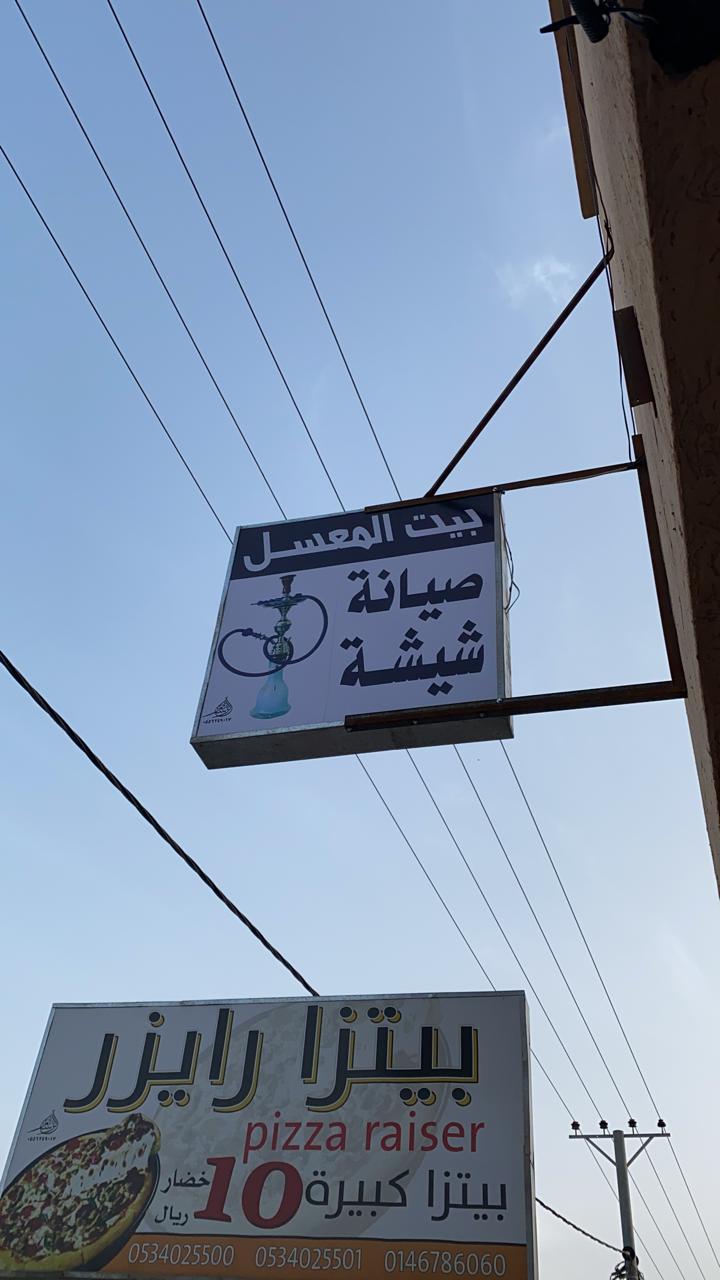 بيت المعسل
صيانة
شيشة
بيتزا رايزر
pizza raiser
بيتزا كبيرة 10 ريال
خضار
0534025500 0534025501 0146786060